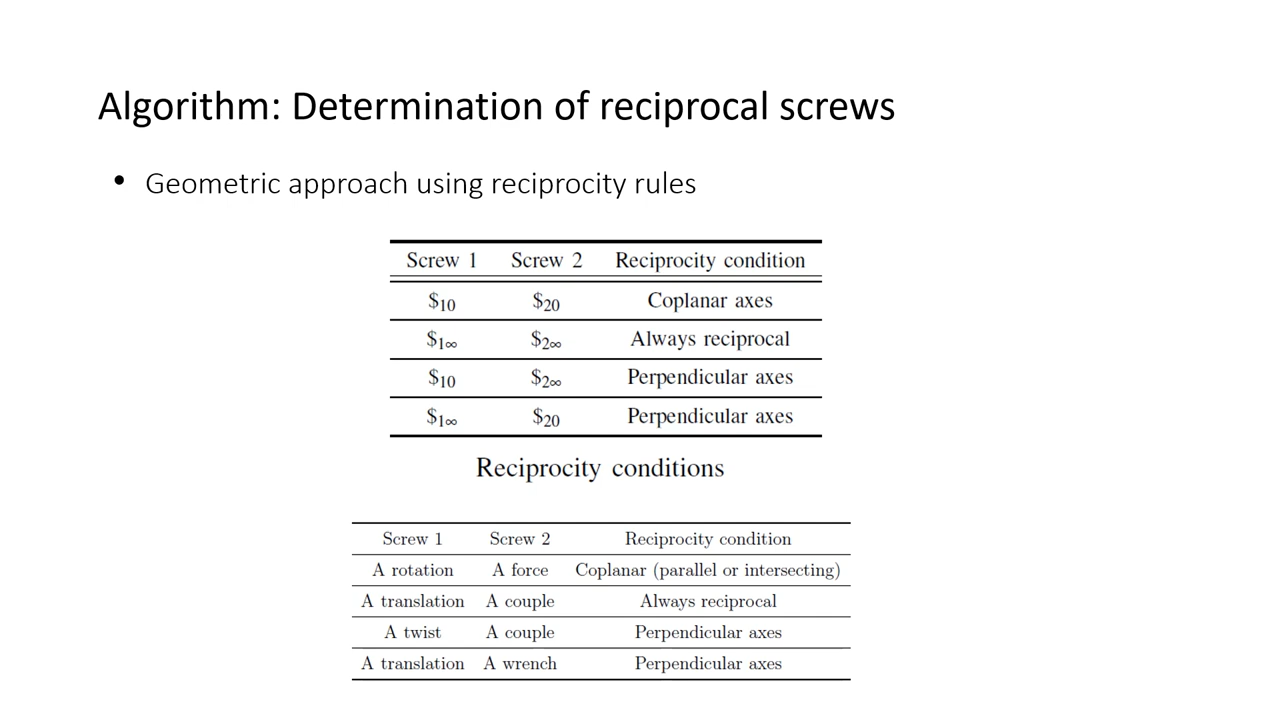 Algorithm: Determination of reciprocal screws
• Geometric approach using reciprocity rules
Screw 1 Screw 2 Reciprocity condition
$10 $20 Coplanar axes
$1∞ $2∞ Always reciprocal
$10 $2∞ Perpendicular axes
$1∞ $20 Perpendicular axes
Reciprocity conditions
Screw 1 Screw 2 Reciprocity condition
A rotation A force Coplanar (parallel or intersecting)
A translation A couple Always reciprocal
A twist A couple Perpendicular axes
A translation A wrench Perpendicular axes